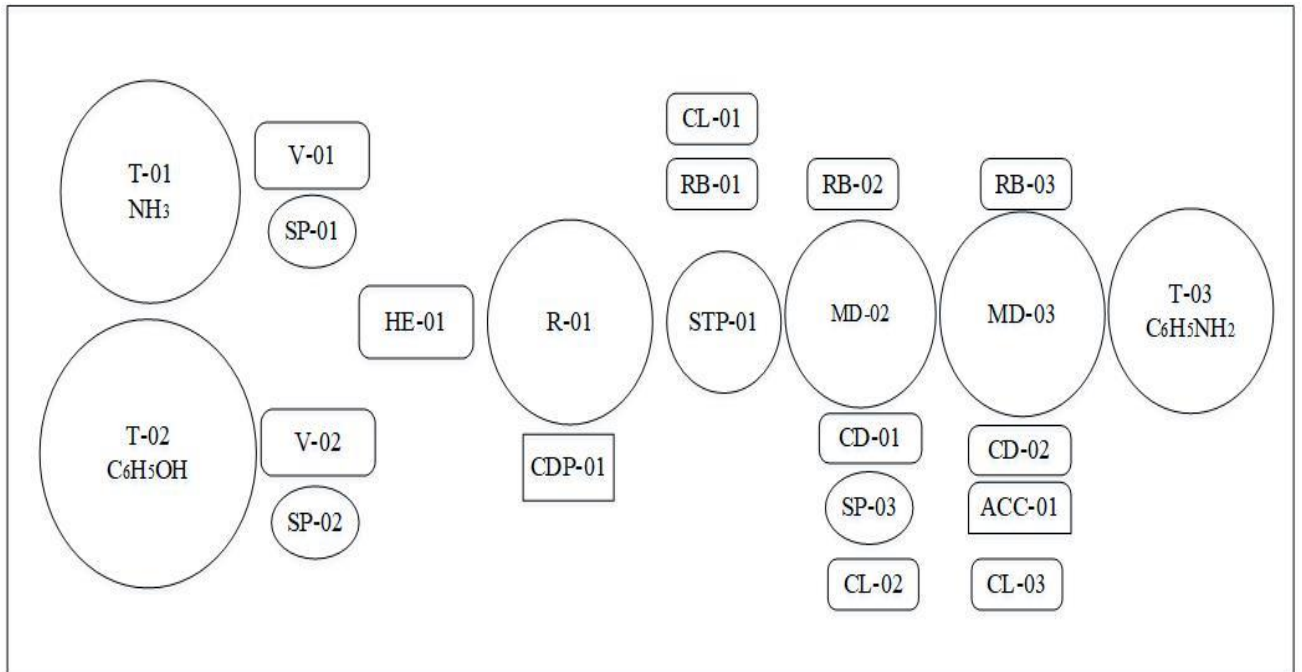 T-01
NH3
V-01
SP-01
T-02
C6H5OH
V-02
SP-02
HE-01
R-01
CDP-01
CL-01
RB-01
STP-01
RB-02
MD-02
CD-01
SP-03
CL-02
RB-03
MD-03
CD-02
ACC-01
CL-03
T-03
C6H5NH2